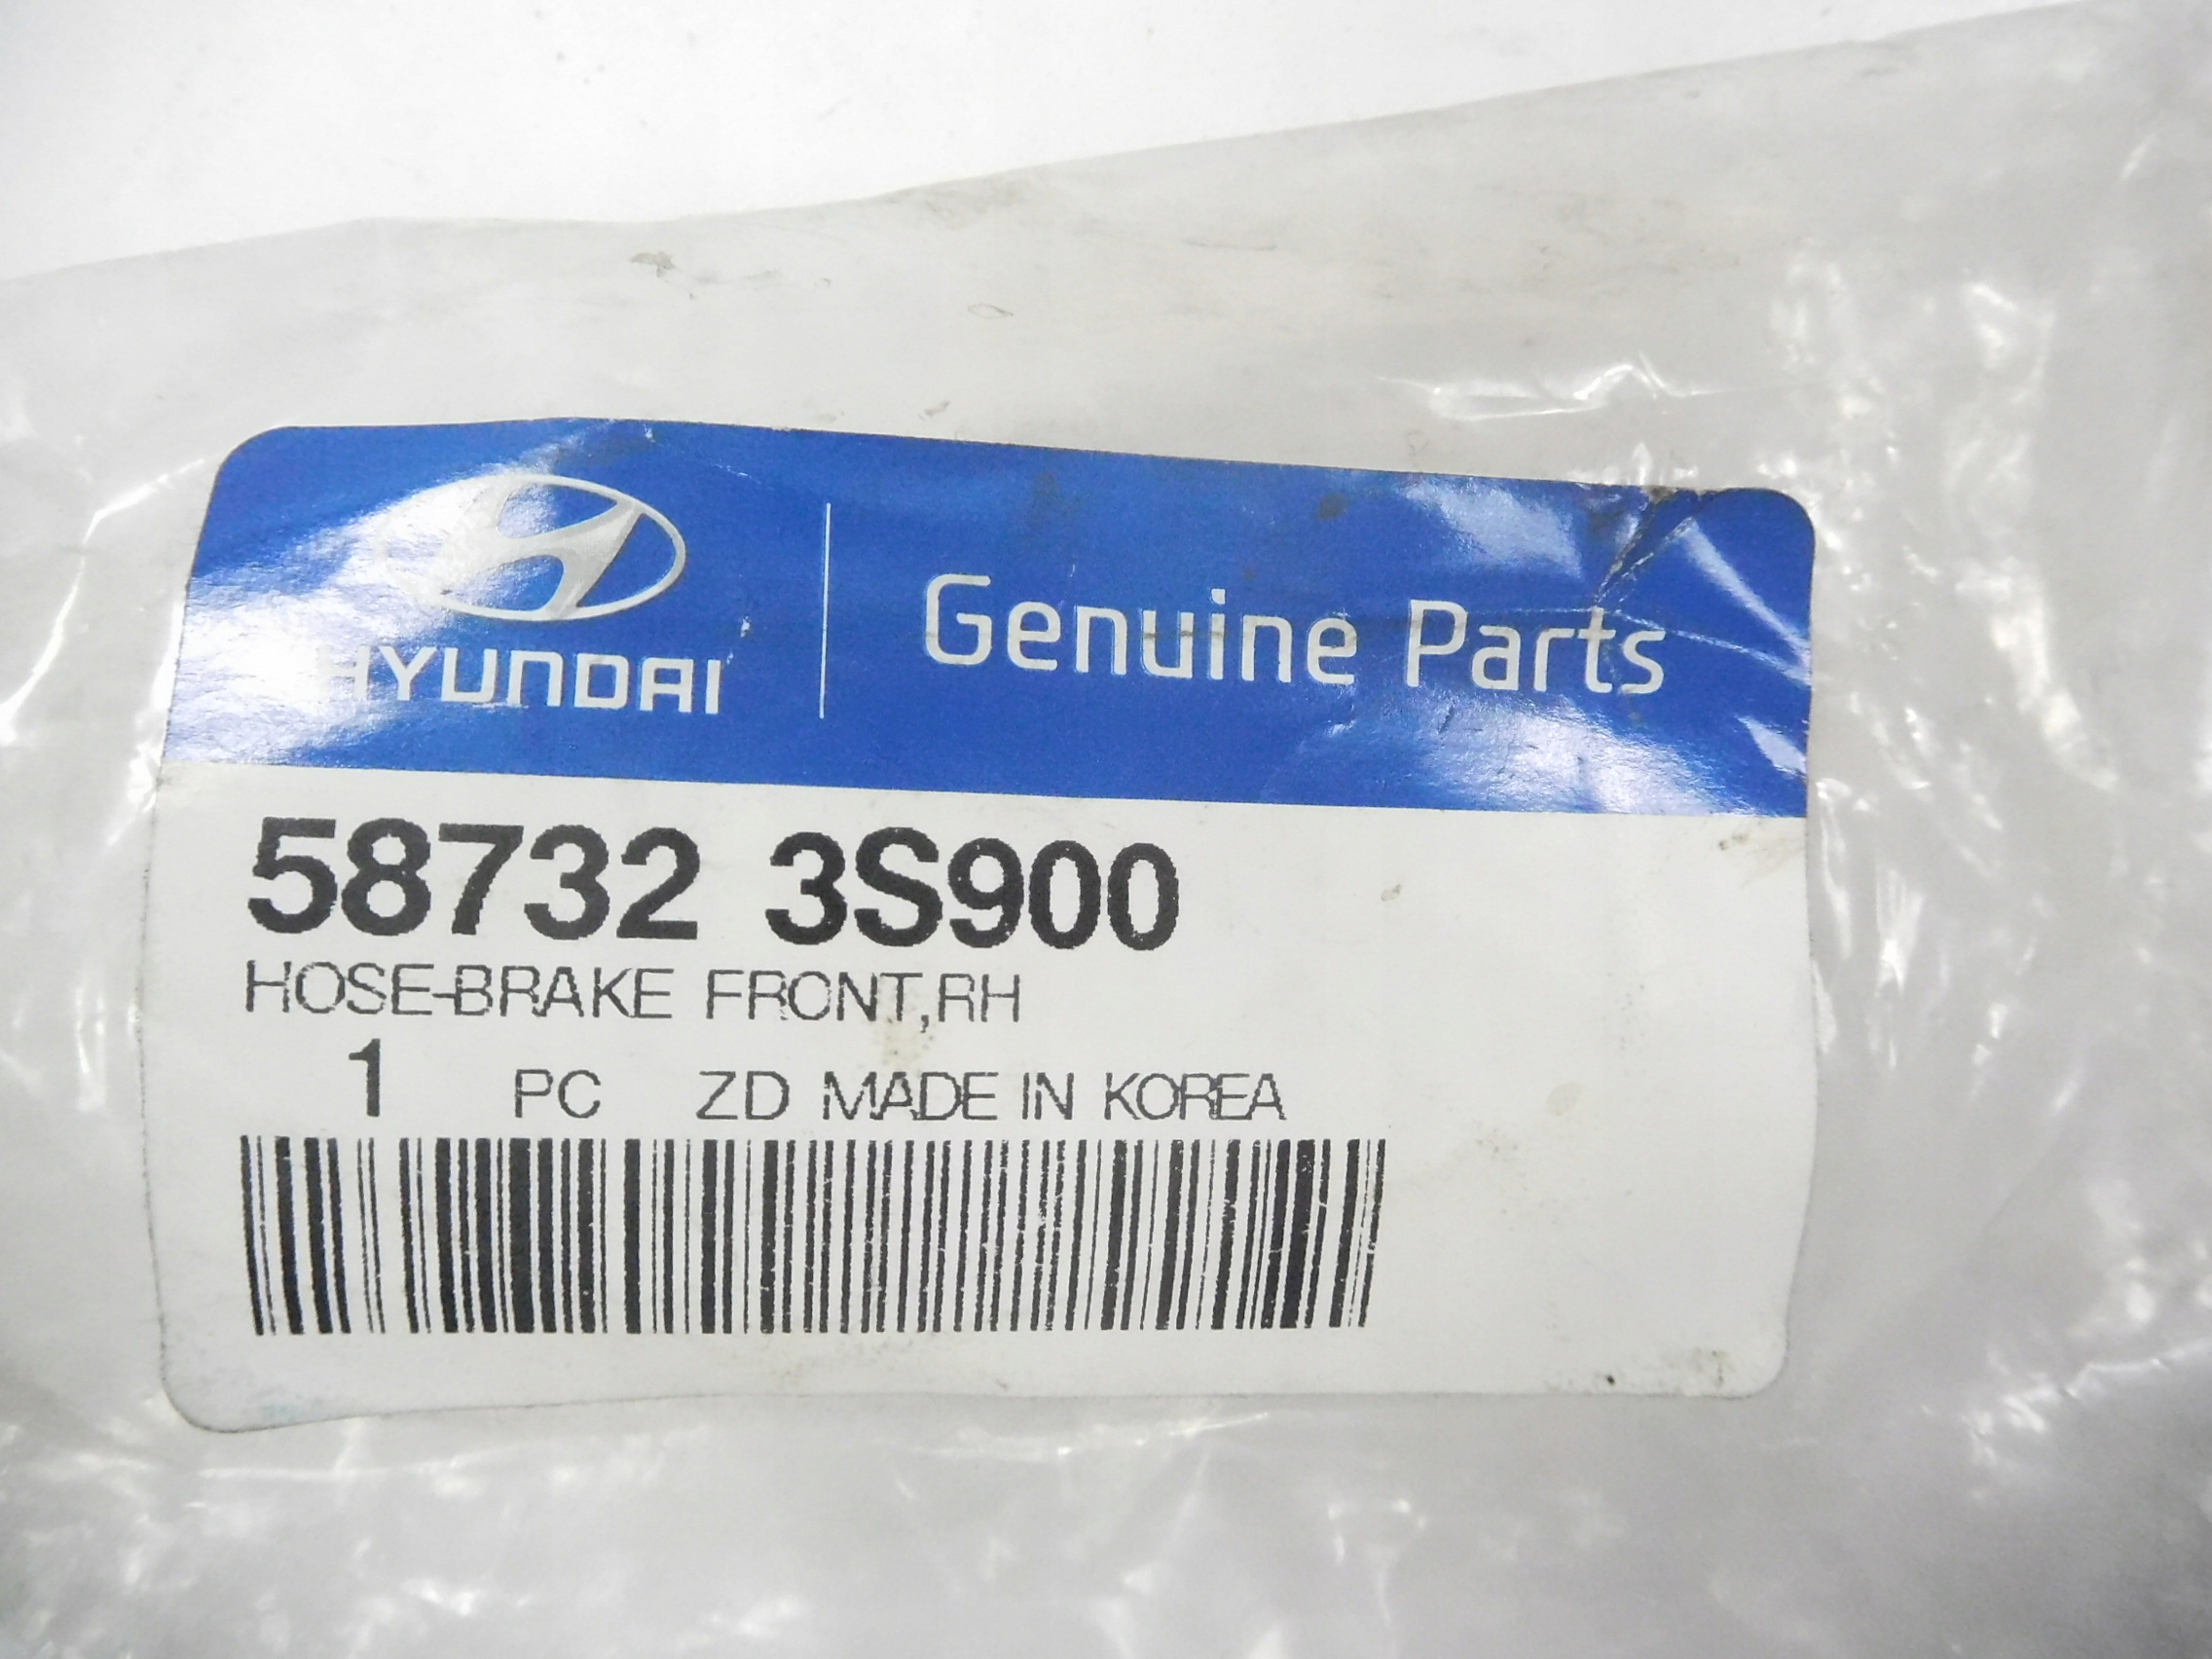 HYUNDAI
Genuine Parts
58732 3S900
HOSE-BRAKE FRONT,RH
1 PC ZD MADE IN KOREA